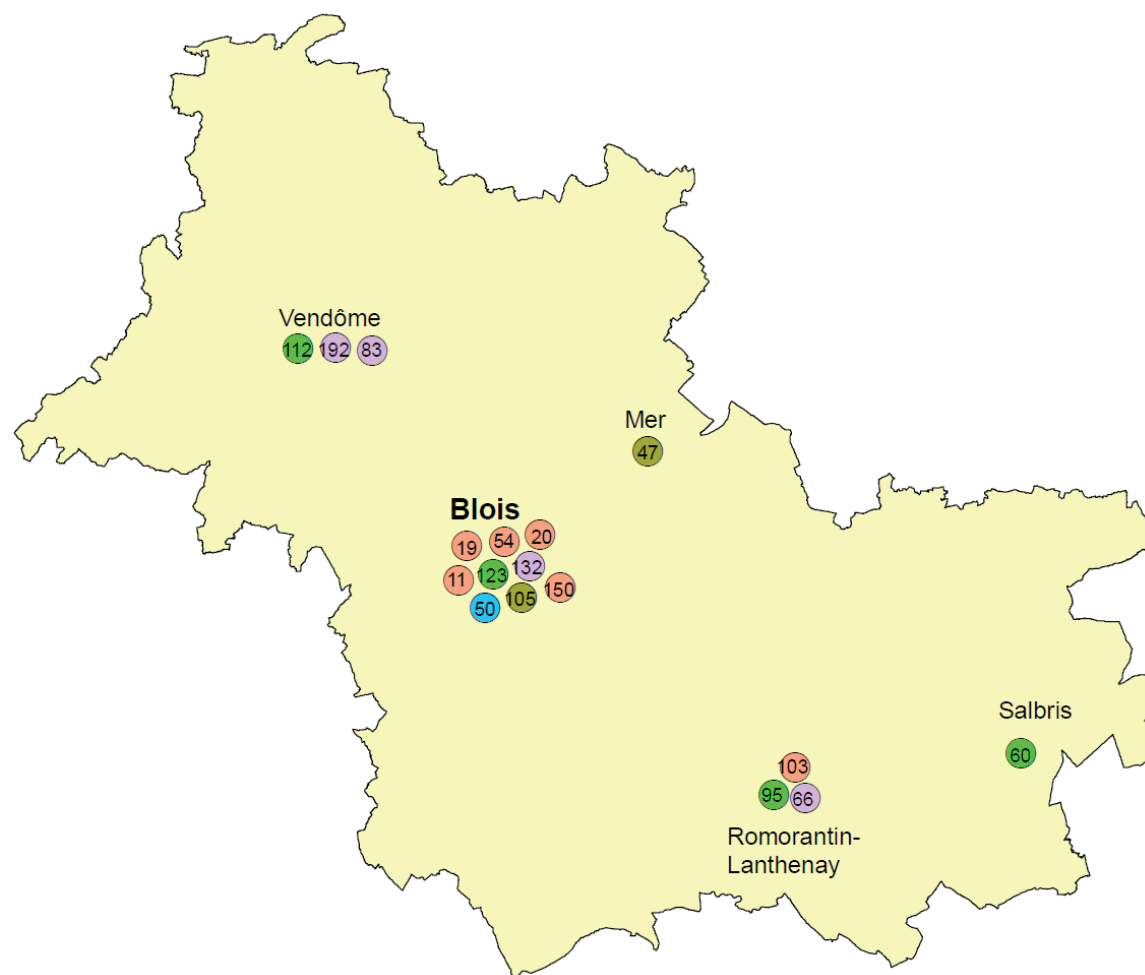 Vendôme
112 192 83
Mer
47
Blois
19 54 20
11 123 132 150
50 105
Salbris
60
103
95 66
Romorantin-
Lanthenay